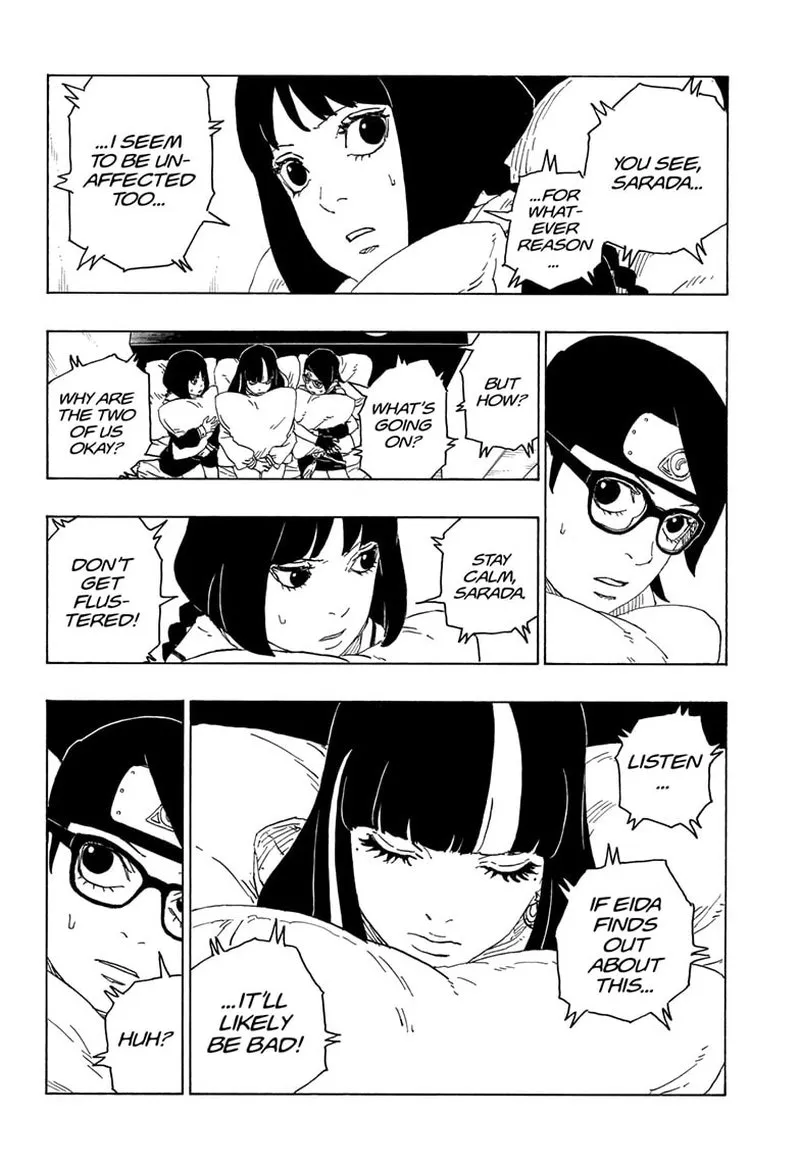 YOU SEE,
SARADA...
...FOR
WHAT-
EVER
REASON
...
...I SEEM
TO BE UN-
AFFECTED
TOO...
BUT
HOW?
WHAT'S
GOING
ON?
WHY ARE
THE TWO
OF US
OKAY?
STAY
CALM,
SARADA.
DON'T
GET
FLUS-
TERED!
LISTEN
...
IF EIDA
FINDS
OUT
ABOUT
THIS...
...IT'LL
LIKELY
BE BAD!
HUH?